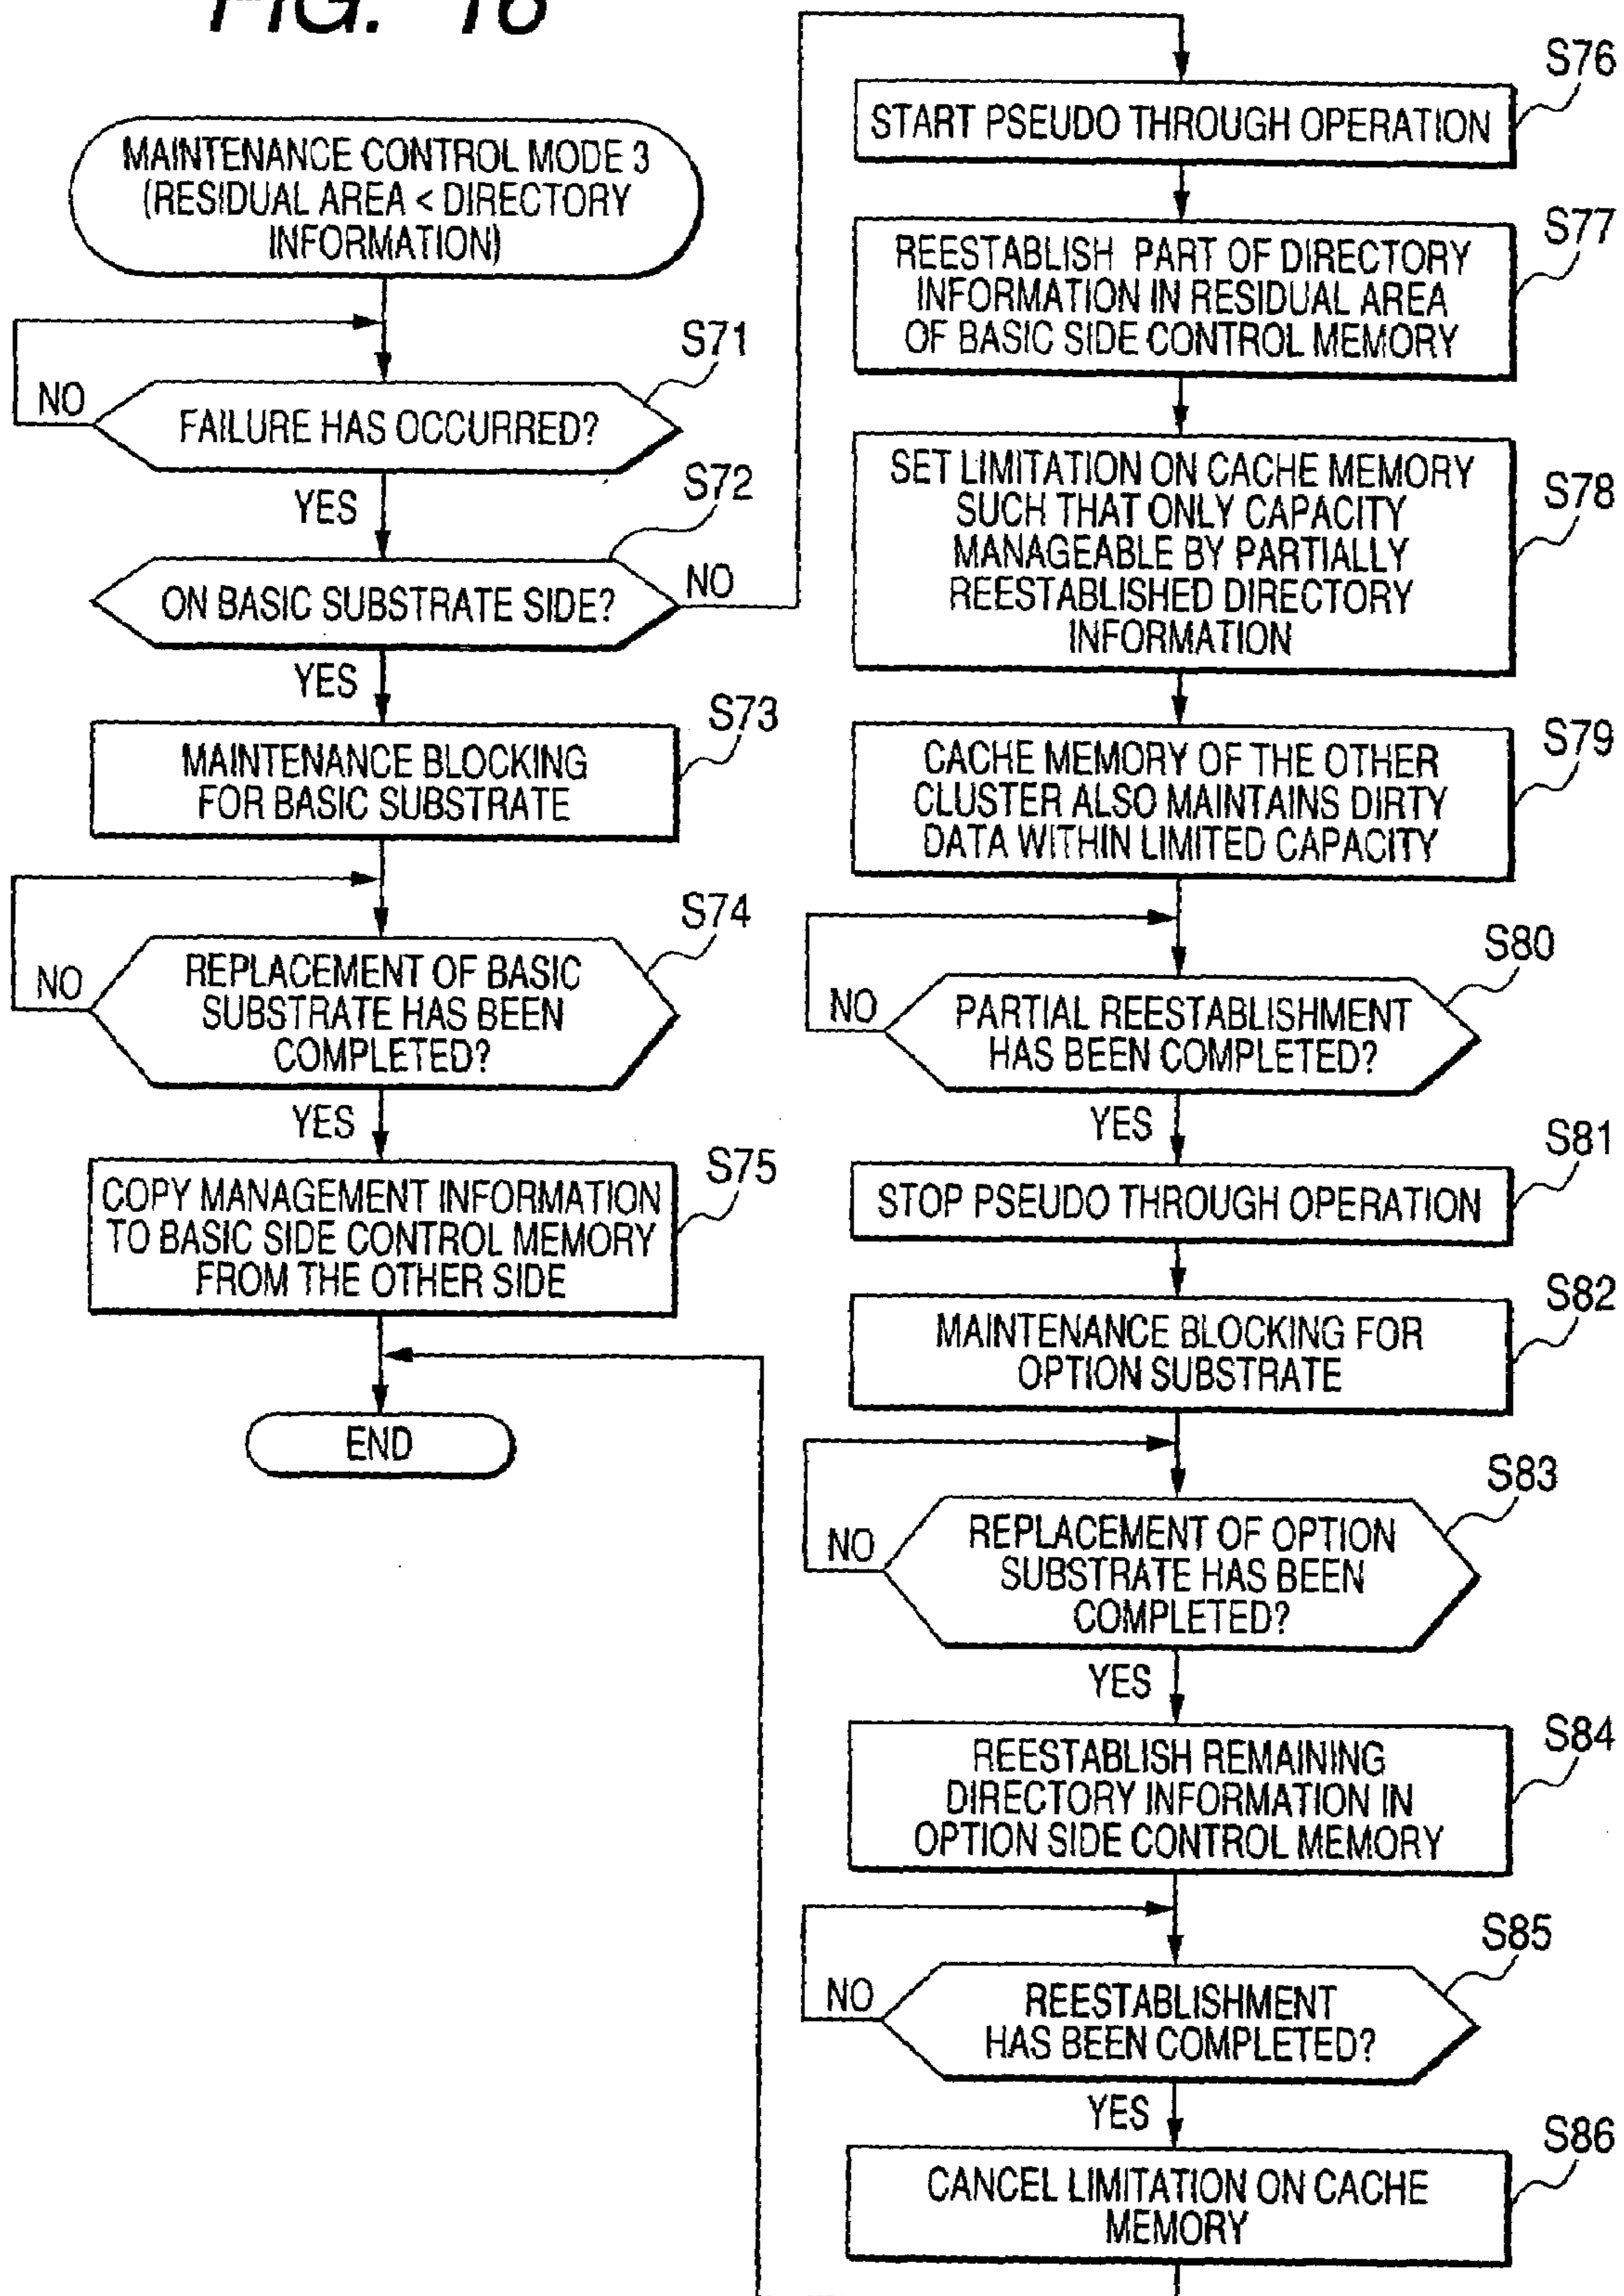 FIG. 16
MAINTENANCE CONTROL MODE 3
(RESIDUAL AREA < DIRECTORY
INFORMATION)
S71
NO
FAILURE HAS OCCURRED?
YES
S72
ON BASIC SUBSTRATE SIDE?
NO
YES
S73
MAINTENANCE BLOCKING
FOR BASIC SUBSTRATE
S74
NO
REPLACEMENT OF BASIC
SUBSTRATE HAS BEEN
COMPLETED?
YES
S75
COPY MANAGEMENT INFORMATION
TO BASIC SIDE CONTROL MEMORY
FROM THE OTHER SIDE
END
S76
START PSEUDO THROUGH OPERATION
S77
REESTABLISH PART OF DIRECTORY
INFORMATION IN RESIDUAL AREA
OF BASIC SIDE CONTROL MEMORY
S78
SET LIMITATION ON CACHE MEMORY
SUCH THAT ONLY CAPACITY
MANAGEABLE BY PARTIALLY
REESTABLISHED DIRECTORY
INFORMATION
S79
CACHE MEMORY OF THE OTHER
CLUSTER ALSO MAINTAINS DIRTY
DATA WITHIN LIMITED CAPACITY
S80
NO
PARTIAL REESTABLISHMENT
HAS BEEN COMPLETED?
YES
S81
STOP PSEUDO THROUGH OPERATION
S82
MAINTENANCE BLOCKING FOR
OPTION SUBSTRATE
S83
NO
REPLACEMENT OF OPTION
SUBSTRATE HAS BEEN
COMPLETED?
YES
S84
REESTABLISH REMAINING
DIRECTORY INFORMATION IN
OPTION SIDE CONTROL MEMORY
S85
NO
REESTABLISHMENT
HAS BEEN COMPLETED?
YES
S86
CANCEL LIMITATION ON CACHE
MEMORY